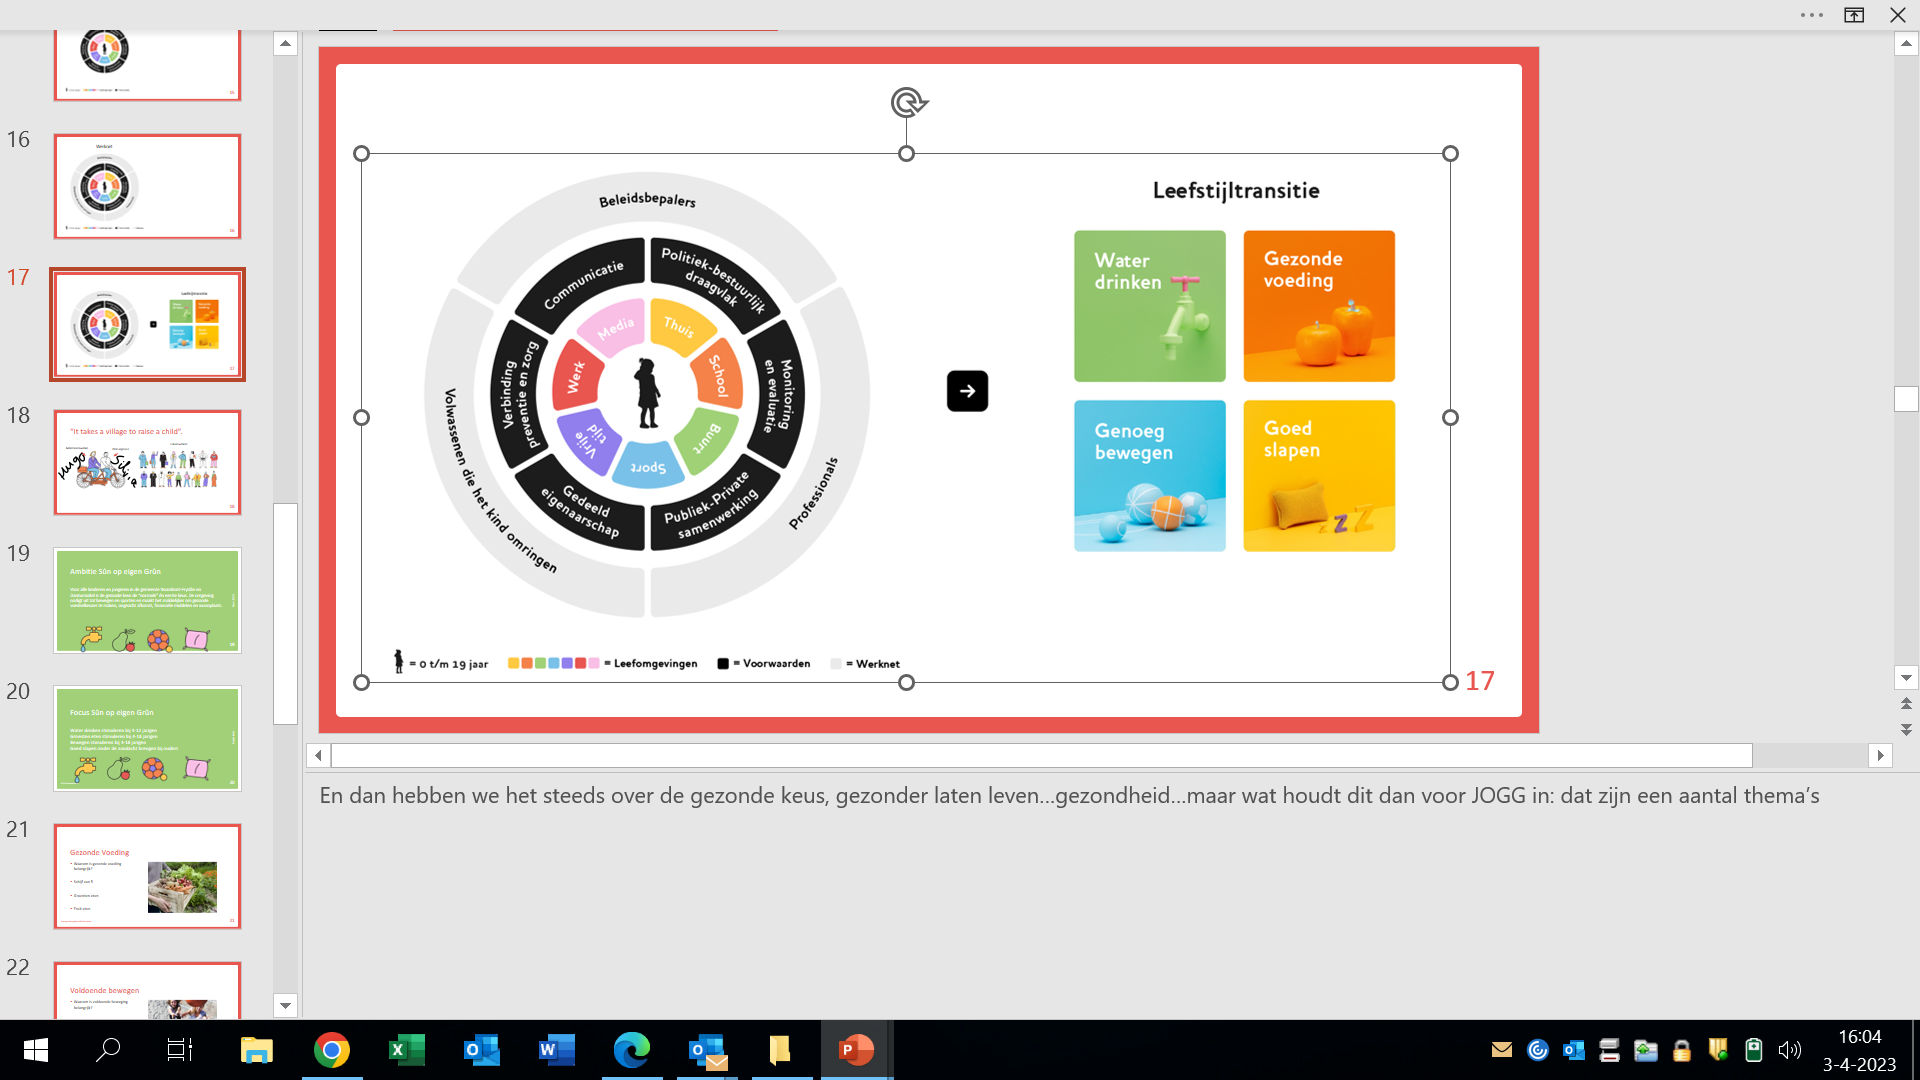 16
Werknet
17
18
"It takes a village to raise a child".
Hugo
19
Ambitie Sûn op eigen Grûn
20
Focus Sûn op eigen Grûn
21
Gezonde Voeding
22
Voldoende bewegen
Beleidsbepalers
Communicatie
Politiek-bestuurlijk
draagvlak
Media
Thuis
Verbinding
preventie en zorg
Werk
School
Monitoring
en evaluatie
Vrije
tijd
Sport
Buurt
Gedeeld
eigenaarschap
Publiek-Private
samenwerking
Volwassenen die het kind omringen
Professionals
= 0 t/m 19 jaar
= Leefomgevingen
= Voorwaarden
= Werknet
Leefstijltransitie
Water
drinken
Gezonde
voeding
Genoeg
bewegen
Goed
slapen
z z Z
17
En dan hebben we het steeds over de gezonde keus, gezonder laten leven...gezondheid...maar wat houdt dit dan voor JOGG in: dat zijn een aantal thema's
16:04
3-4-2023